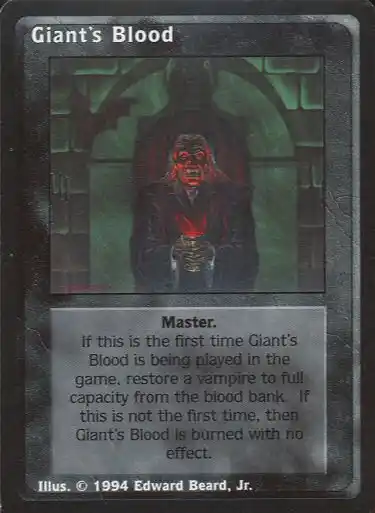 Giant's Blood
Master.
If this is the first time Giant's
Blood is being played in the
game, restore a vampire to full
capacity from the blood bank. If
this is not the first time, then
Giant's Blood is burned with no
effect.
Illus. © 1994 Edward Beard, Jr.